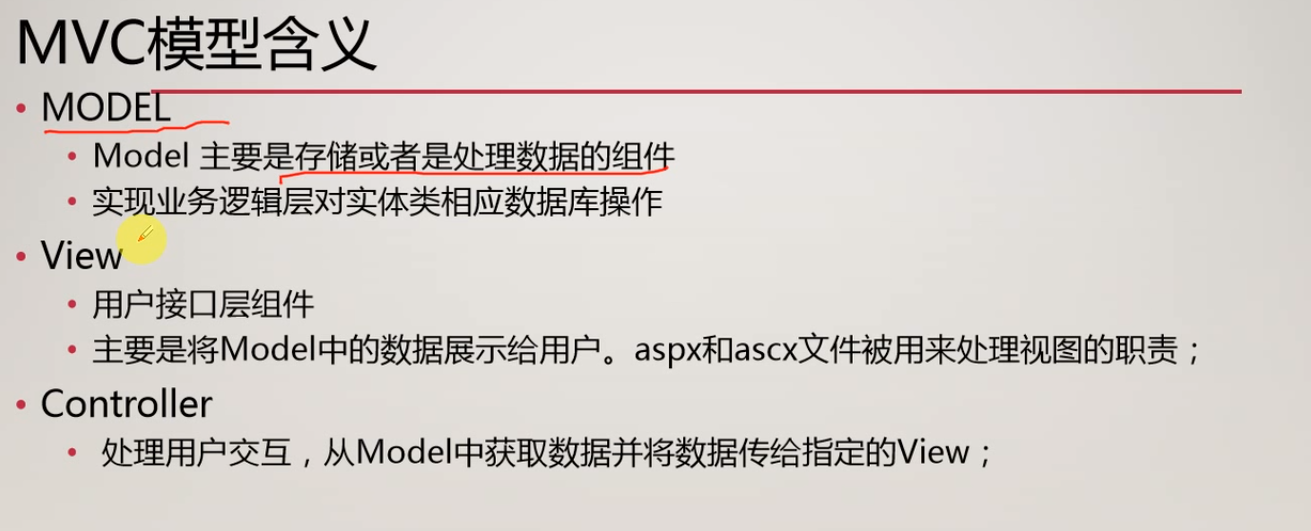 MVC模型含义
MODEL
Model 主要是存储或者是处理数据的组件
实现业务逻辑层对实体类相应数据库操作
View
用户接口层组件
主要是将Model中的数据展示给用户。aspx和ascx文件被用来处理视图的职责；
Controller
处理用户交互，从Model中获取数据并将数据传给指定的View；